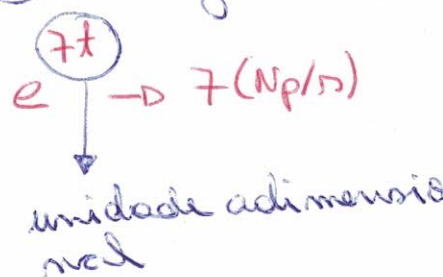 e^{7t} → 7 (Np/s)
unidade adimensio
nal